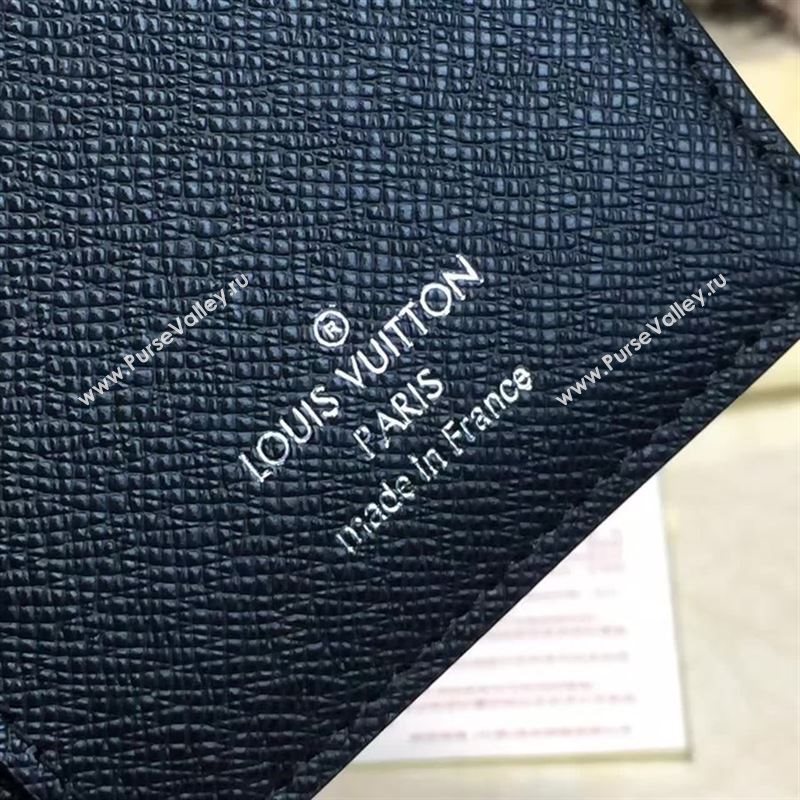 ®
LOUIS VUITTON
PARIS
made in France
www.PurseValley.ru
www.PurseValley.ru